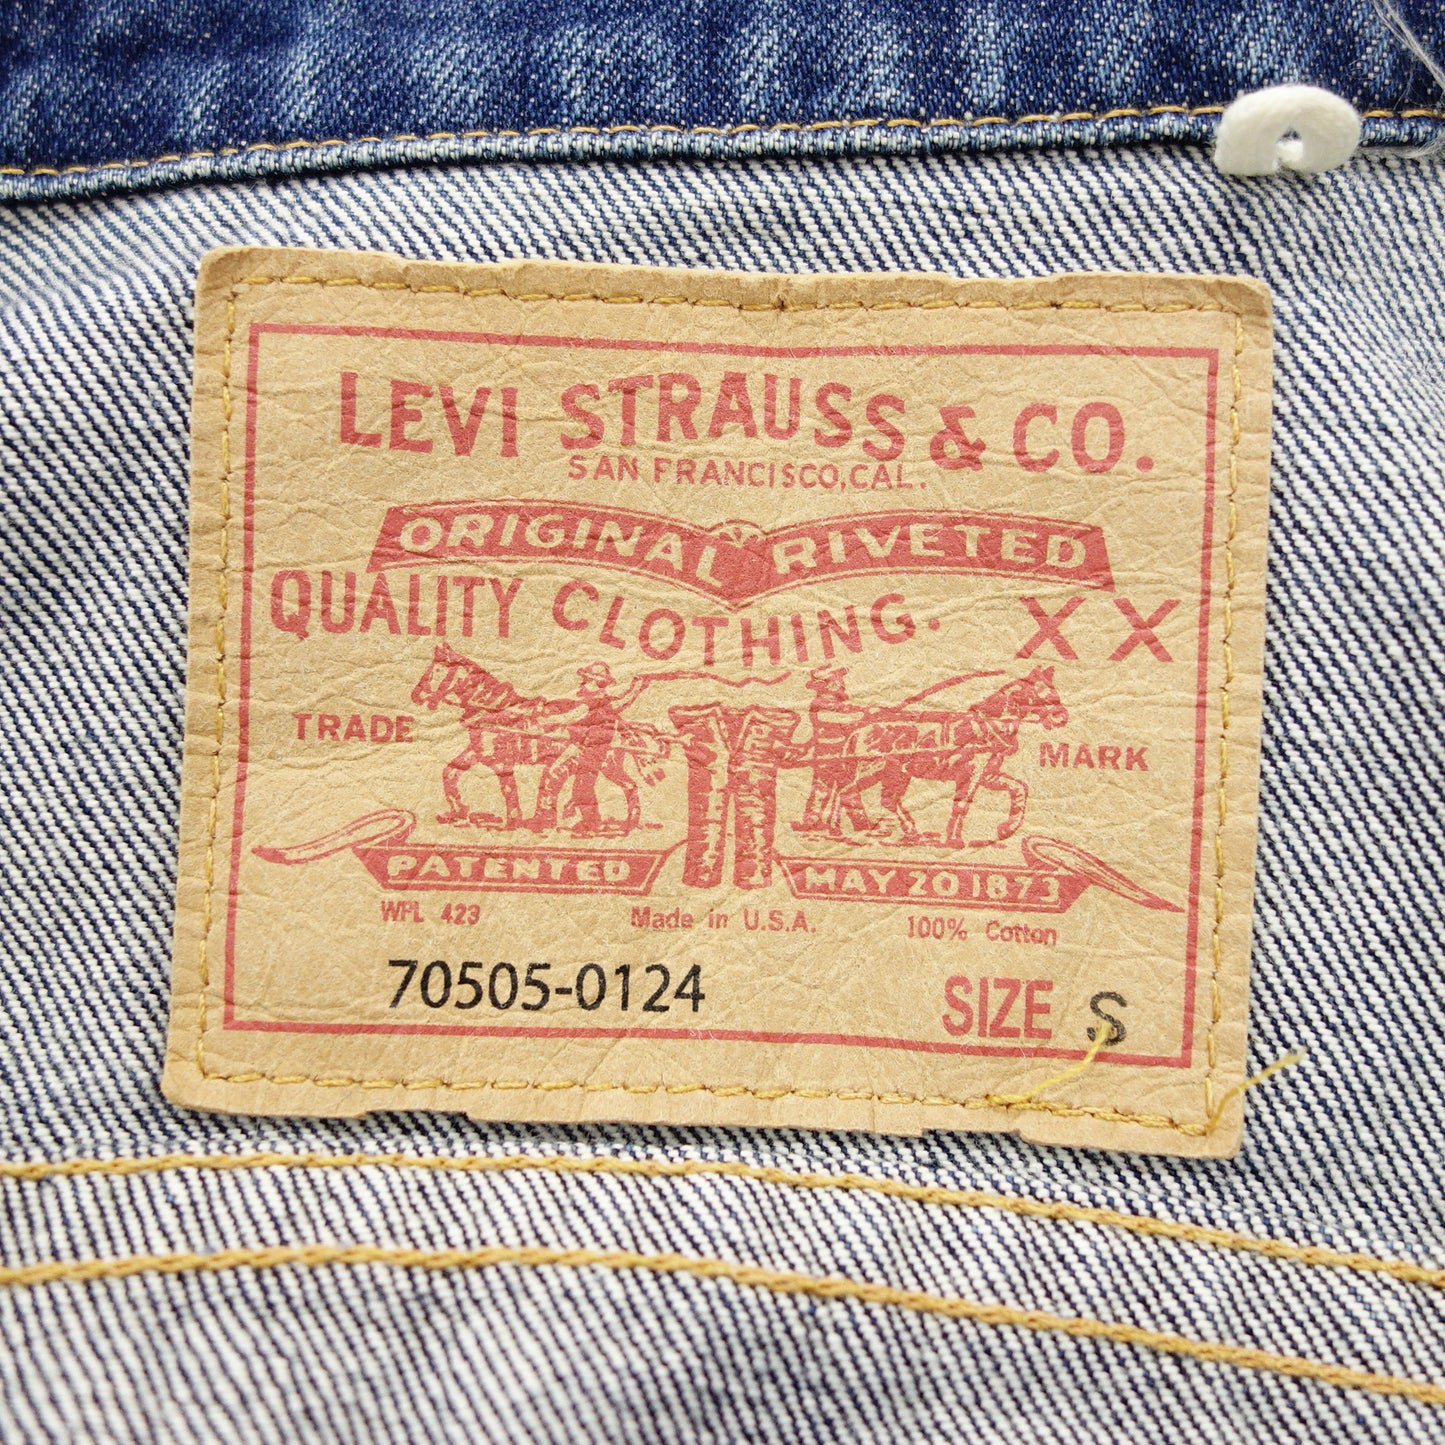 LEVI STRAUSS & CO.
SAN FRANCISCO, CAL.
ORIGINAL RIVETED
QUALITY CLOTHING. XX
TRADE MARK
PATENTED MAY 20 1873
WPL 423 Made in U.S.A. 100% Cotton
70505-0124 SIZE S